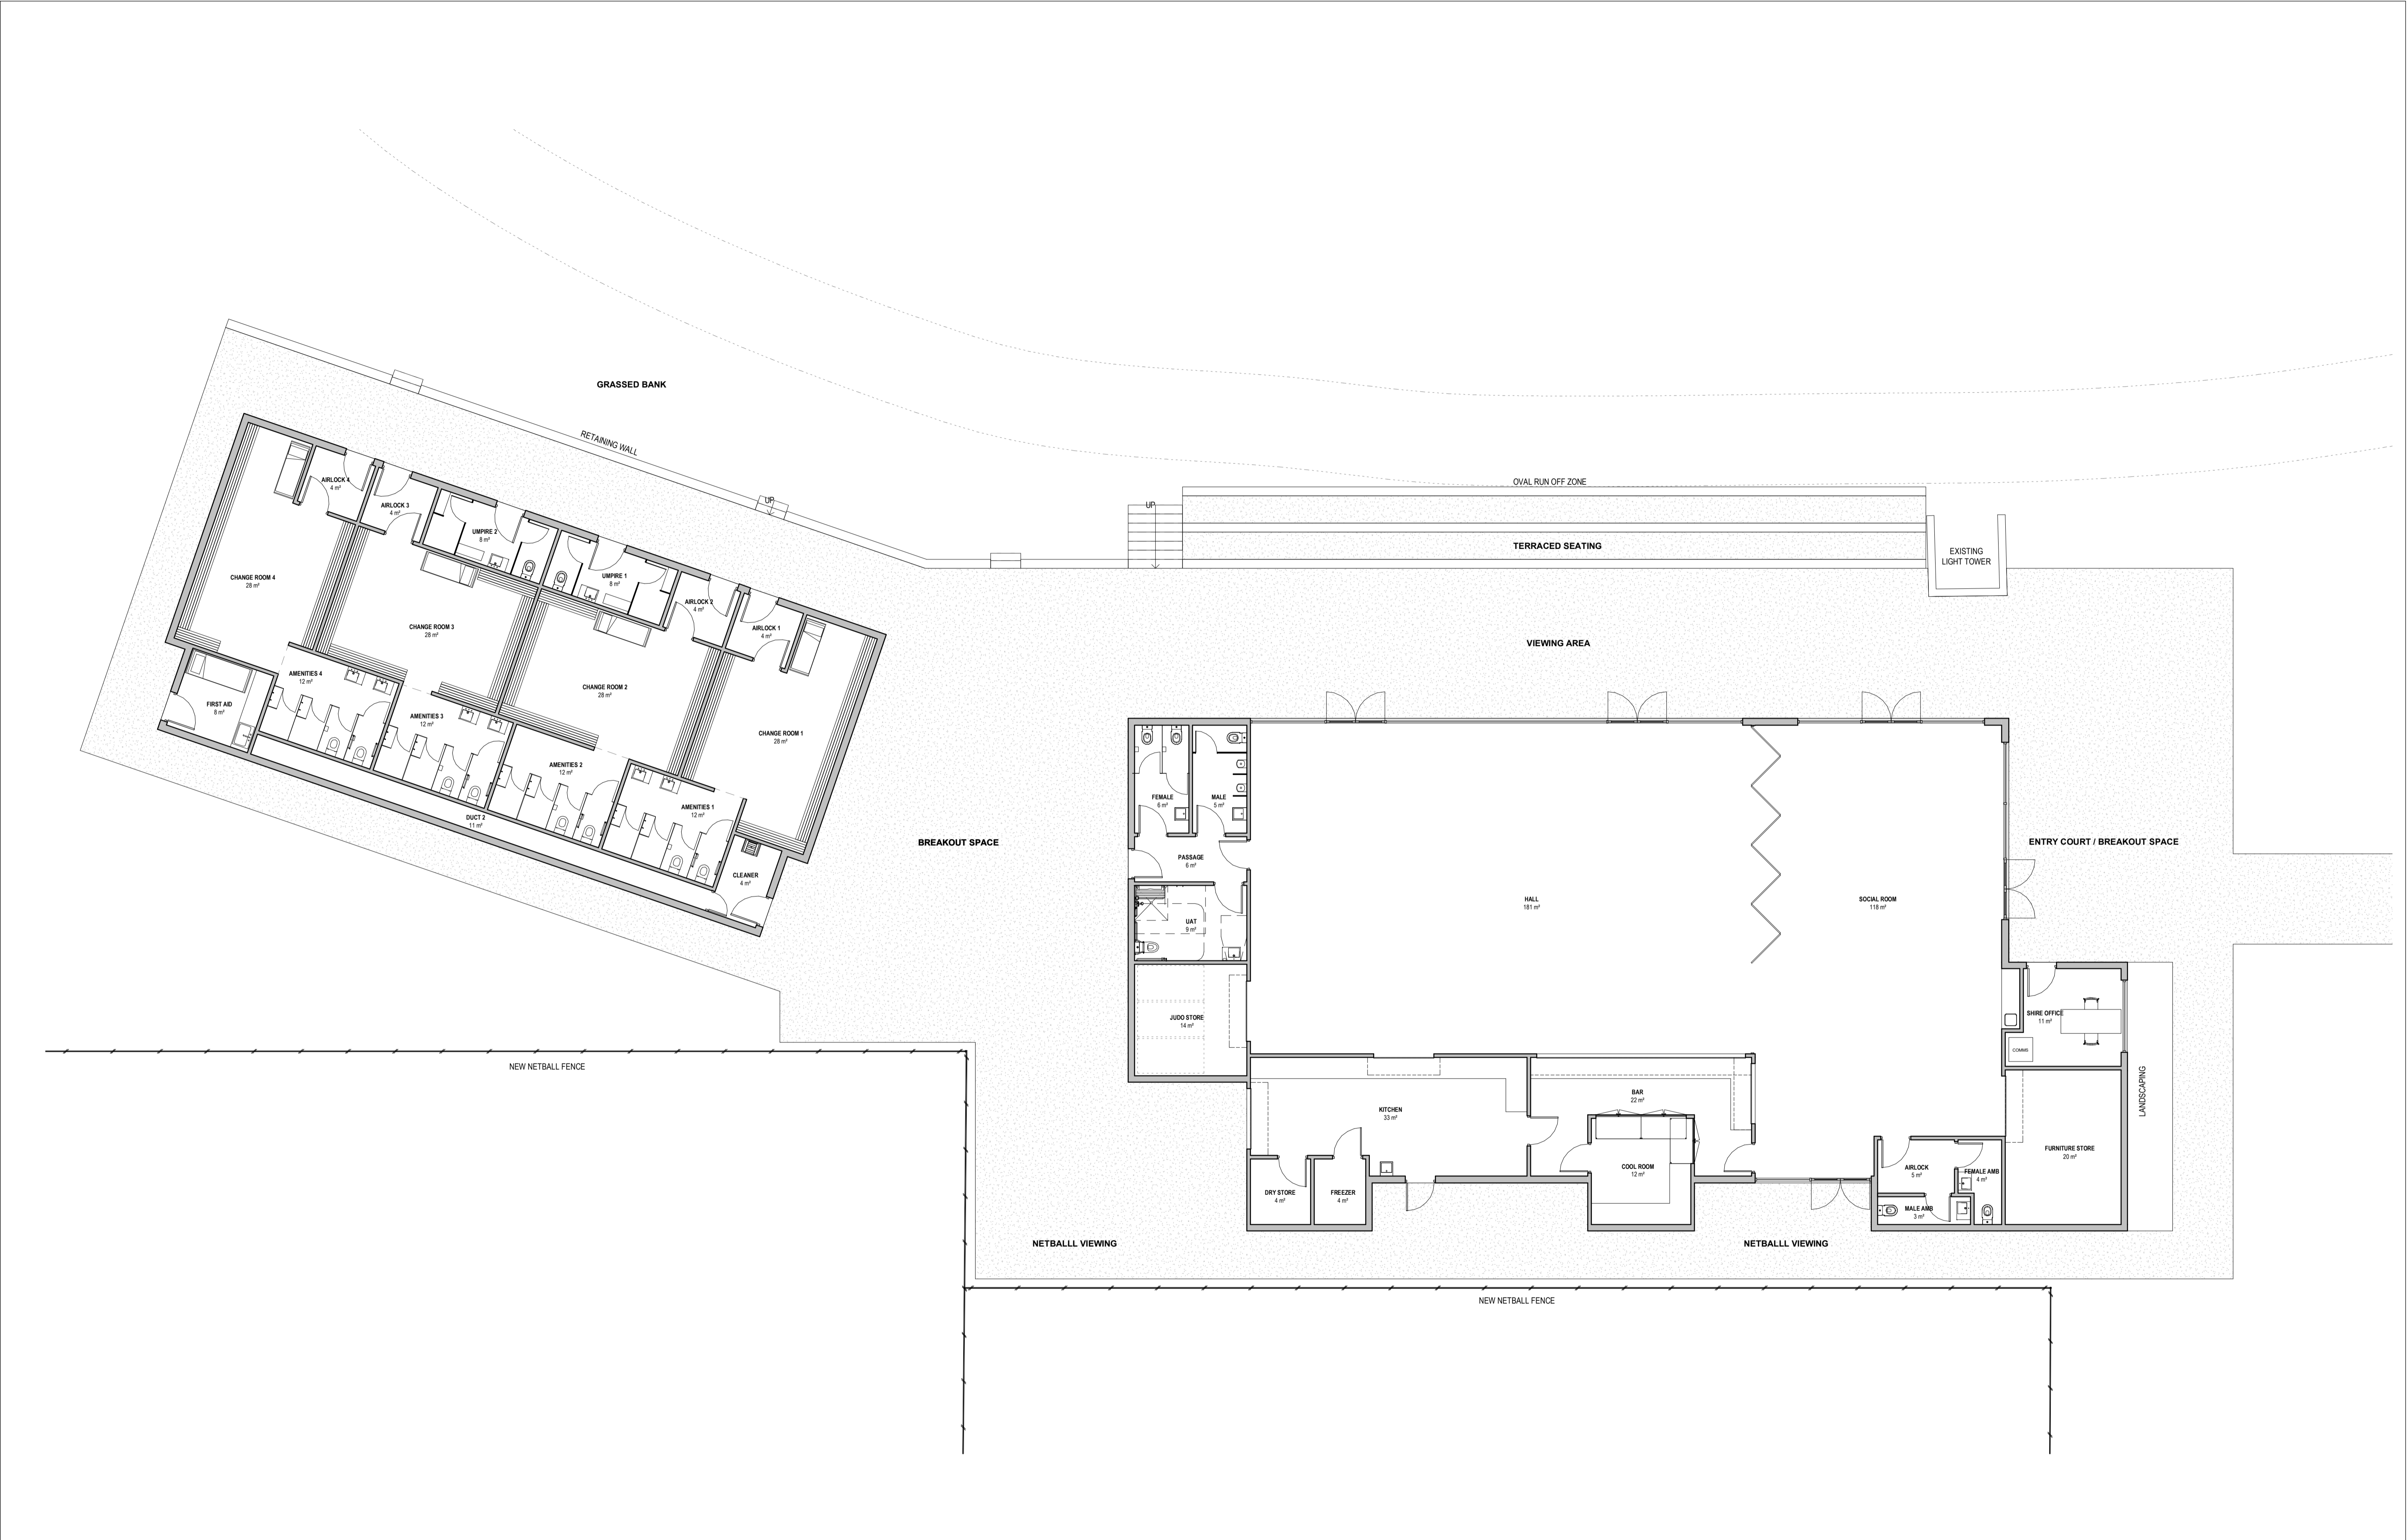 GRASSED BANK
RETAINING WALL
UP
UP
OVAL RUN OFF ZONE
TERRACED SEATING
EXISTING
LIGHT TOWER
VIEWING AREA
AIRLOCK 4
4 m²
AIRLOCK 3
4 m²
UMPIRE 2
8 m²
UMPIRE 1
8 m²
AIRLOCK 2
4 m²
AIRLOCK 1
4 m²
CHANGE ROOM 4
28 m²
CHANGE ROOM 3
28 m²
CHANGE ROOM 2
28 m²
CHANGE ROOM 1
28 m²
FIRST AID
8 m²
AMENITIES 4
12 m²
AMENITIES 3
12 m²
AMENITIES 2
12 m²
AMENITIES 1
12 m²
DUCT 2
11 m²
CLEANER
4 m²
BREAKOUT SPACE
FEMALE
6 m²
MALE
5 m²
PASSAGE
6 m²
UAT
9 m²
JUDO STORE
14 m²
HALL
181 m²
SOCIAL ROOM
118 m²
ENTRY COURT / BREAKOUT SPACE
SHIRE OFFICE
11 m²
COMMS
LANDSCAPING
KITCHEN
33 m²
BAR
22 m²
COOL ROOM
12 m²
DRY STORE
4 m²
FREEZER
4 m²
AIRLOCK
5 m²
FEMALE AMB
4 m²
MALE AMB
3 m²
FURNITURE STORE
20 m²
NETBALLL VIEWING
NETBALLL VIEWING
NEW NETBALL FENCE
NEW NETBALL FENCE